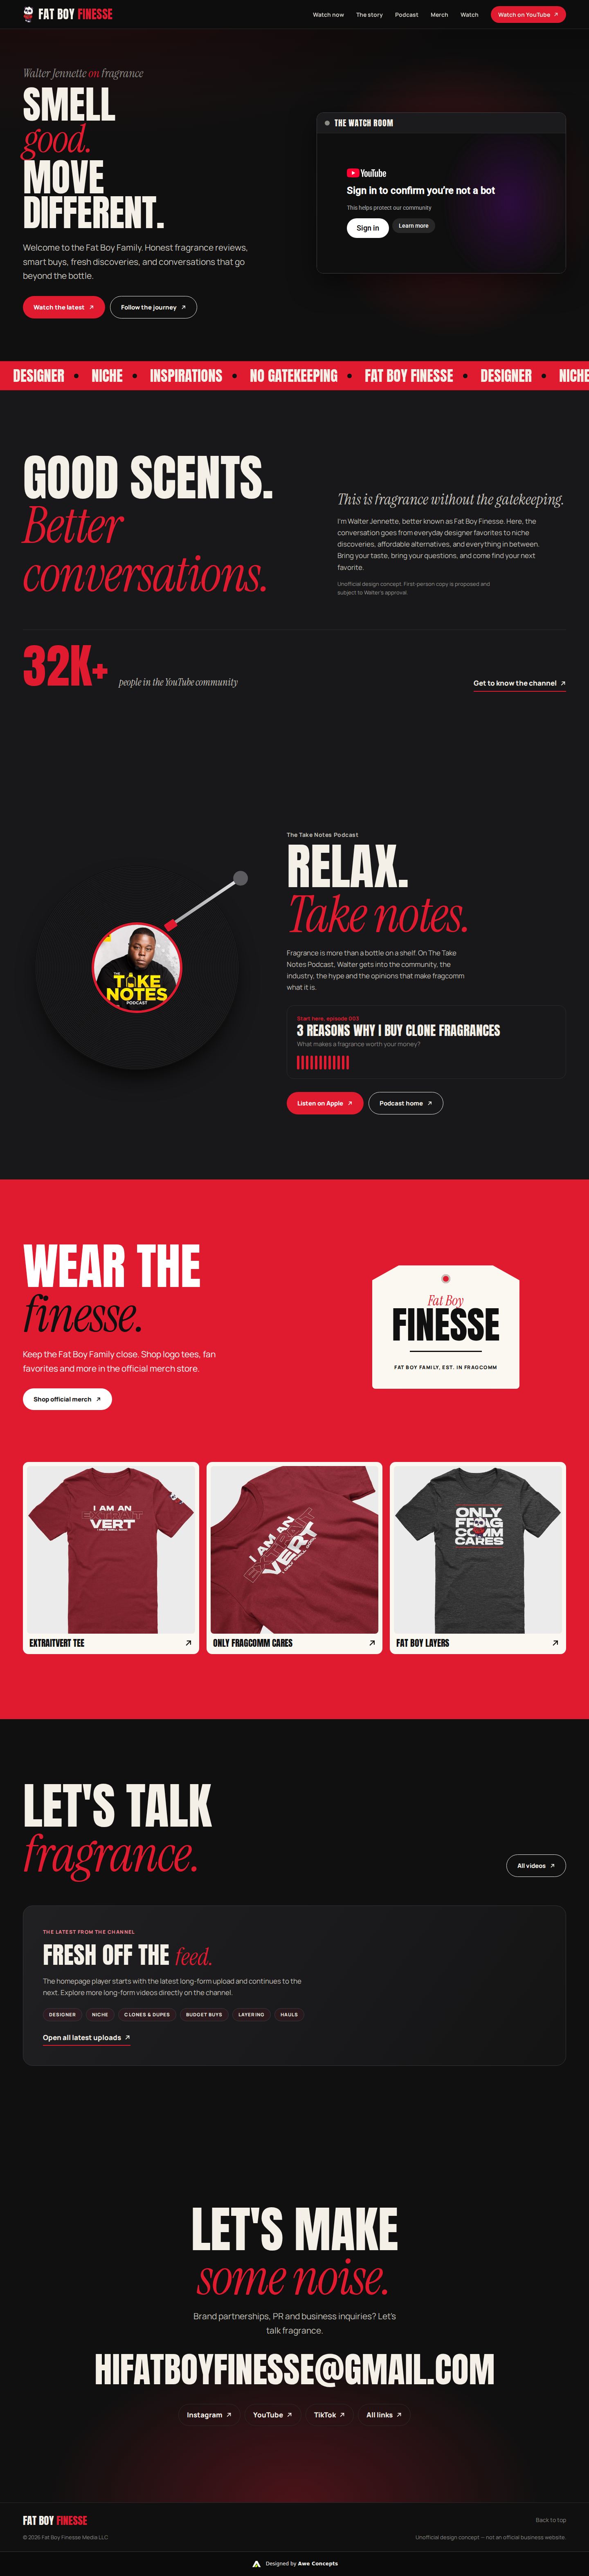 FAT BOY FINESSE
Watch now The story Podcast Merch Watch Watch on YouTube ↗
Walter Jennette on fragrance
SMELL
good.
MOVE
DIFFERENT.
Welcome to the Fat Boy Family. Honest fragrance reviews,
smart buys, fresh discoveries, and conversations that go
beyond the bottle.
Watch the latest ↗ Follow the journey ↗
THE WATCH ROOM
YouTube
Sign in to confirm you're not a bot
This helps protect our community
Sign in Learn more
DESIGNER • NICHE • INSPIRATIONS • NO GATEKEEPING • FAT BOY FINESSE • DESIGNER • NICHE
GOOD SCENTS.
Better
conversations.
This is fragrance without the gatekeeping.
I'm Walter Jennette, better known as Fat Boy Finesse. Here, the
conversation goes from everyday designer favorites to niche
discoveries, affordable alternatives, and everything in between.
Bring your taste, bring your questions, and come find your next
favorite.
Unofficial design concept. First-person copy is proposed and
subject to Walter's approval.
32K+ people in the YouTube community
Get to know the channel ↗
THE
TAKE
NOTES
PODCAST
The Take Notes Podcast
RELAX.
Take notes.
Fragrance is more than a bottle on a shelf. On The Take
Notes Podcast, Walter gets into the community, the
industry, the hype and the opinions that make fragcomm
what it is.
Start here, episode 003
3 REASONS WHY I BUY CLONE FRAGRANCES
What makes a fragrance worth your money?
Listen on Apple ↗ Podcast home ↗
WEAR THE
finesse.
Keep the Fat Boy Family close. Shop logo tees, fan
favorites and more in the official merch store.
Shop official merch ↗
Fat Boy
FINESSE
FAT BOY FAMILY, EST. IN FRAGCOMM
I AM AN
EXTRAIT
VERT
I AM AN
EXTRAIT
VERT
ONLY
FRAG
COMM
CARES
EXTRAITVERT TEE ↗
ONLY FRAGCOMM CARES ↗
FAT BOY LAYERS ↗
LET'S TALK
fragrance.
All videos ↗
THE LATEST FROM THE CHANNEL
FRESH OFF THE feed.
The homepage player starts with the latest long-form upload and continues to the
next. Explore more long-form videos directly on the channel.
DESIGNER NICHE CLONES & DUPES BUDGET BUYS LAYERING HAULS
Open all latest uploads ↗
LET'S MAKE
some noise.
Brand partnerships, PR and business inquiries? Let's
talk fragrance.
HIFATBOYFINESSE@GMAIL.COM
Instagram ↗ YouTube ↗ TikTok ↗ All links ↗
FAT BOY FINESSE
Back to top
© 2026 Fat Boy Finesse Media LLC
Unofficial design concept — not an official business website.
Designed by Awe Concepts